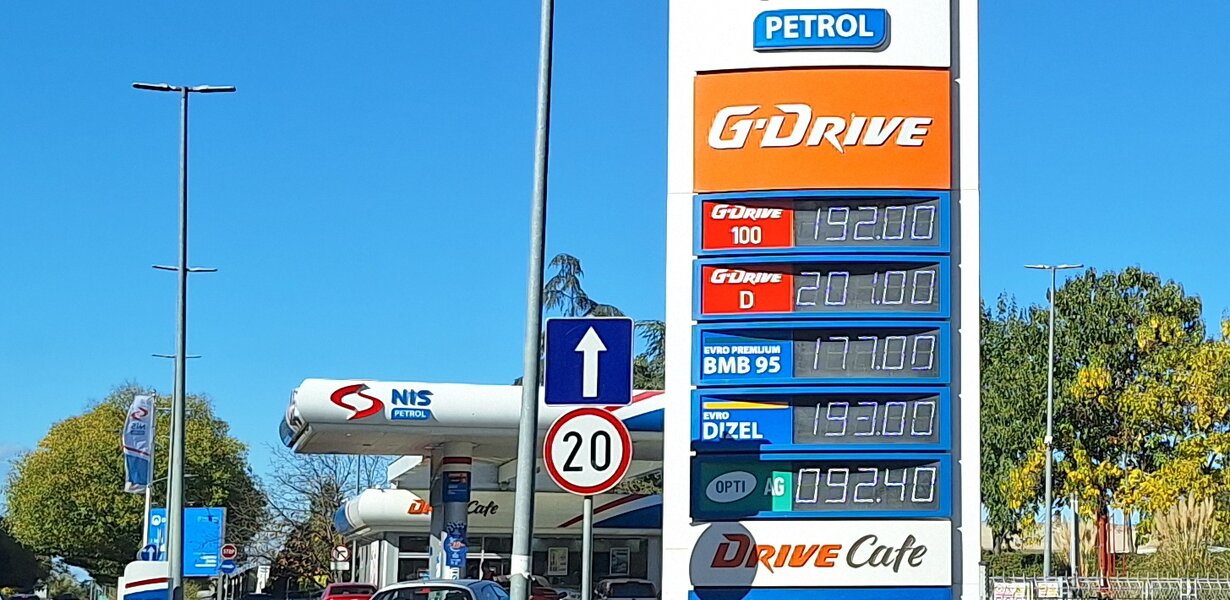 PETROL
G-DRIVE
G-DRIVE
100
192.00
G-DRIVE
D
201.00
EVRO PREMIUM
BMB 95
177.00
EVRO
DIZEL
193.00
OPTI
AG
092.40
DRIVE Cafe
NIS
PETROL
20
STOP